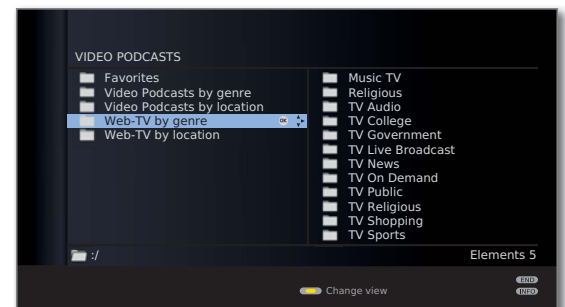 VIDEO PODCASTS
Favorites
Video Podcasts by genre
Video Podcasts by location
Web-TV by genre OK
Web-TV by location
Music TV
Religious
TV Audio
TV College
TV Government
TV Live Broadcast
TV News
TV On Demand
TV Public
TV Religious
TV Shopping
TV Sports
:/
Elements 5
Change view
END
INFO